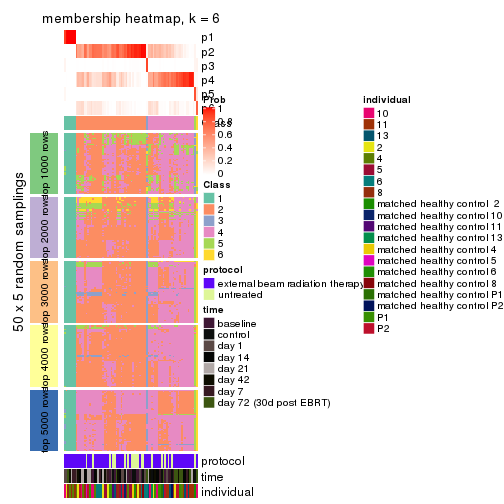 membership heatmap, k = 6
p1
p2
p3
p4
p5
Prob
0.8
0.6
0.4
0.2
0
Class
1
2
3
4
5
6
protocol
external beam radiation therapy
untreated
time
baseline
control
day 1
day 14
day 21
day 42
day 7
day 72 (30d post EBRT)
individual
10
11
13
2
4
5
6
8
matched healthy control 2
matched healthy control 10
matched healthy control 11
matched healthy control 13
matched healthy control 4
matched healthy control 5
matched healthy control 6
matched healthy control 8
matched healthy control P1
matched healthy control P2
P1
P2
50 x 5 random samplings
top 1000 rows
top 2000 rows
top 3000 rows
top 4000 rows
top 5000 rows
protocol
time
individual